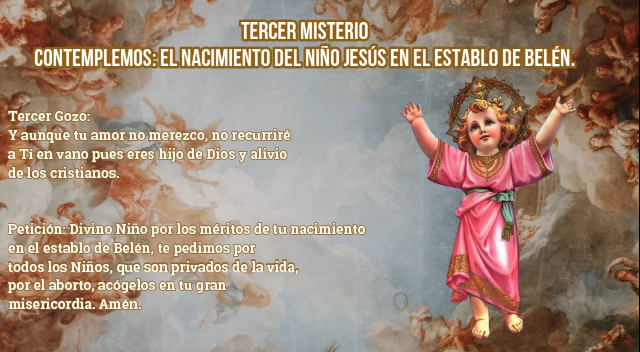 TERCER MISTERIO
CONTEMPLEMOS: EL NACIMIENTO DEL NIÑO JESÚS EN EL ESTABLO DE BELÉN.
Tercer Gozo:
Y aunque tu amor no merezco, no recurriré
a Ti en vano pues eres hijo de Dios y alivio
de los cristianos.
Petición: Divino Niño por los méritos de tu nacimiento
en el establo de Belén, te pedimos por
todos los Niños, que son privados de la vida,
por el aborto, acógelos en tu gran
misericordia. Amén.